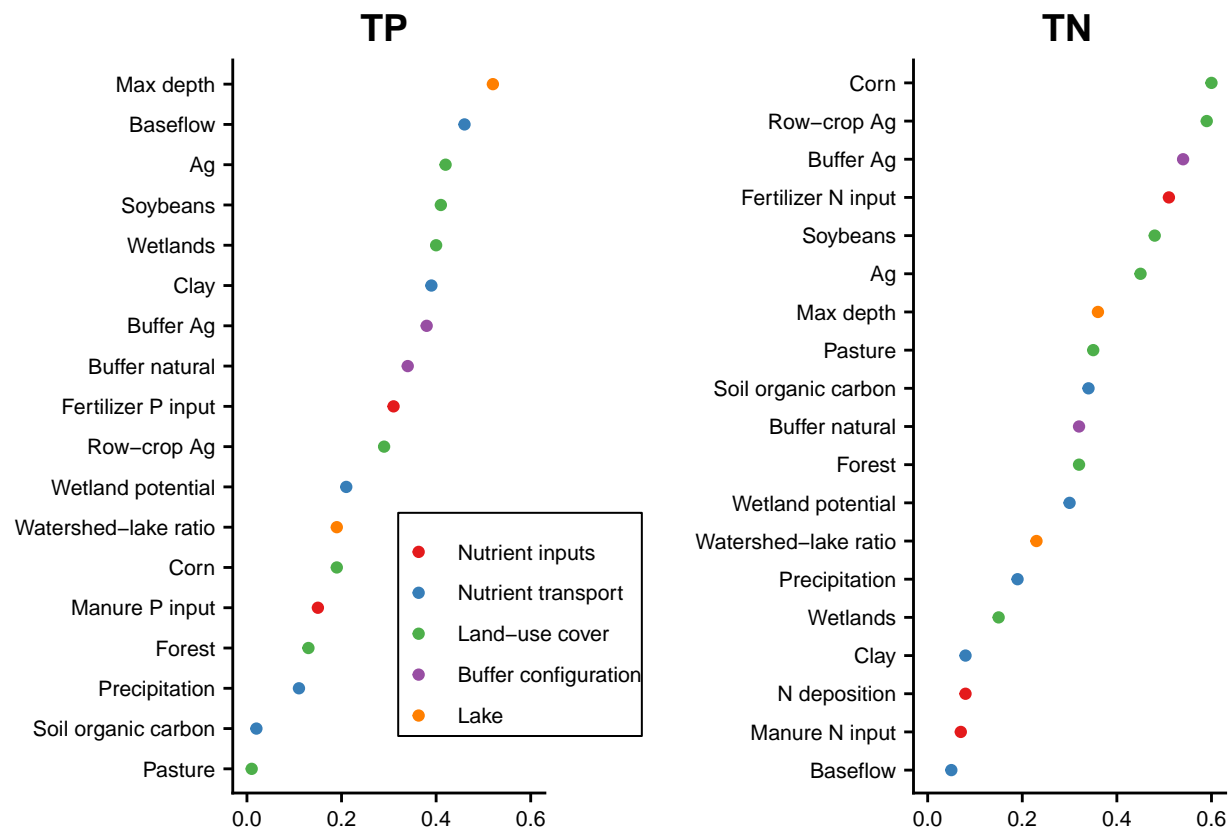 TP
Max depth
Baseflow
Ag
Soybeans
Wetlands
Clay
Buffer Ag
Buffer natural
Fertilizer P input
Row−crop Ag
Wetland potential
Watershed−lake ratio
Corn
Manure P input
Forest
Precipitation
Soil organic carbon
Pasture
0.0 0.2 0.4 0.6
Nutrient inputs
Nutrient transport
Land−use cover
Buffer configuration
Lake
TN
Corn
Row−crop Ag
Buffer Ag
Fertilizer N input
Soybeans
Ag
Max depth
Pasture
Soil organic carbon
Buffer natural
Forest
Wetland potential
Watershed−lake ratio
Precipitation
Wetlands
Clay
N deposition
Manure N input
Baseflow
0.0 0.2 0.4 0.6